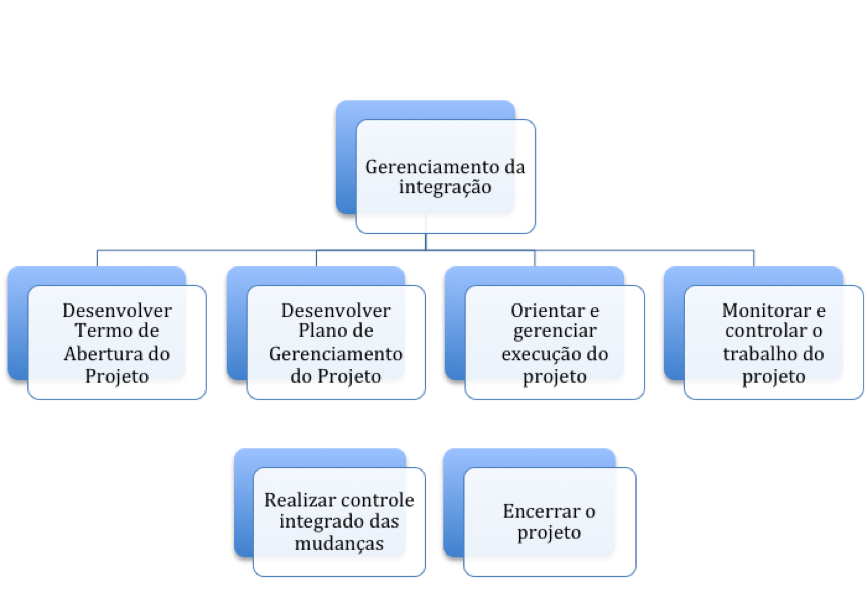 Gerenciamento da
integração
Desenvolver
Termo de
Abertura do
Projeto
Desenvolver
Plano de
Gerenciamento
do Projeto
Orientar e
gerenciar
execução do
projeto
Monitorar e
controlar o
trabalho do
projeto
Realizar controle
integrado das
mudanças
Encerrar o
projeto